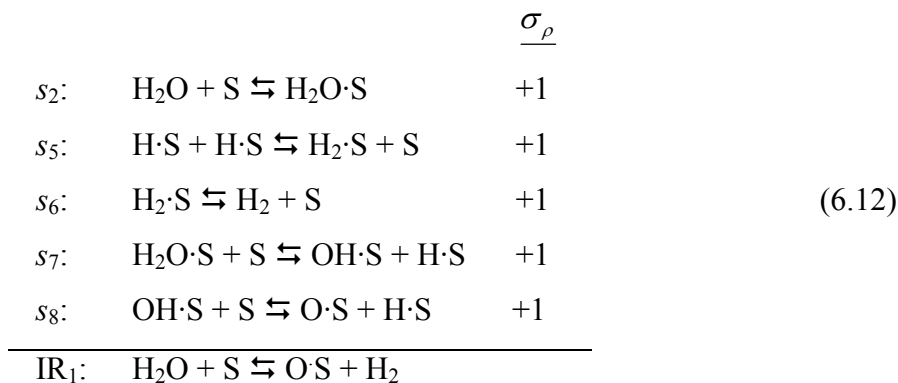 σρ
s2: H2O + S ⇆ H2O·S +1
s5: H·S + H·S ⇆ H2·S + S +1
s6: H2·S ⇆ H2 + S +1 (6.12)
s7: H2O·S + S ⇆ OH·S + H·S +1
s8: OH·S + S ⇆ O·S + H·S +1
IR1: H2O + S ⇆ O·S + H2